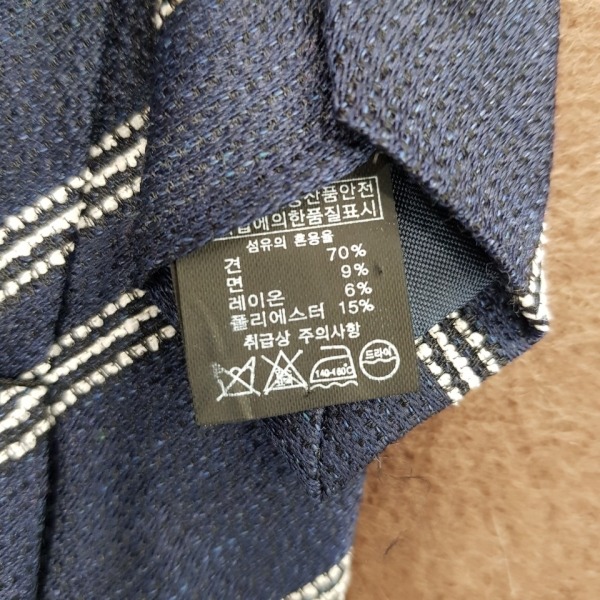 산품안전
에의한품질표시
섬유의 혼용율
견 70%
면 9%
레이온 6%
폴리에스터 15%
취급상 주의사항
140-160℃ 드라이